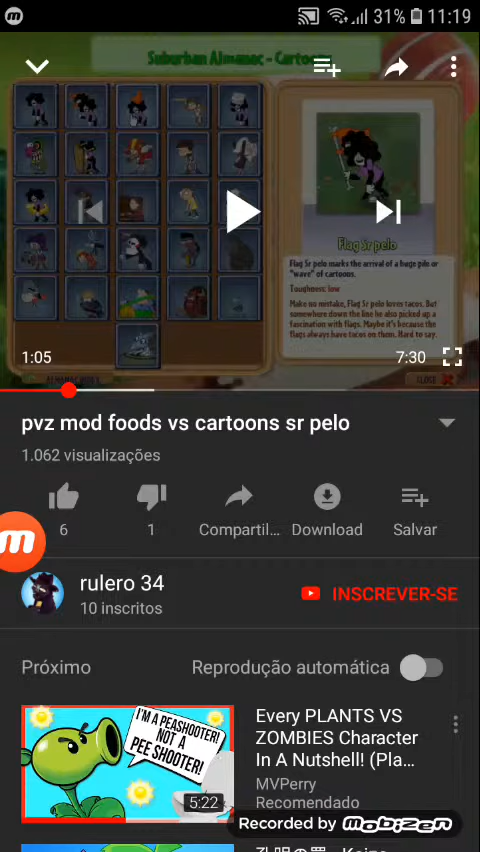 31% 11:19
Suburban Almanac - Cartoons
Flag Sr pelo
Flag Sr pelo marks the arrival of a huge pile or
"wave" of cartoons.
Toughness: low
Make no mistake, Flag Sr pelo loves tacos. But
somewhere down the line he also picked up a
fascination with flags. Maybe it's because the
flags always have tacos on them. Hard to say.
1:05
7:30
CLOSE
pvz mod foods vs cartoons sr pelo
1.062 visualizações
6
1
Compartil...
Download
Salvar
m
rulero 34
10 inscritos
INSCREVER-SE
Próximo
Reprodução automática
I'M A PEASHOOTER!
NOT A
PEE SHOOTER!
5:22
Every PLANTS VS
ZOMBIES Character
In A Nutshell! (Pla...
MVPerry
Recomendado
Recorded by mobizen